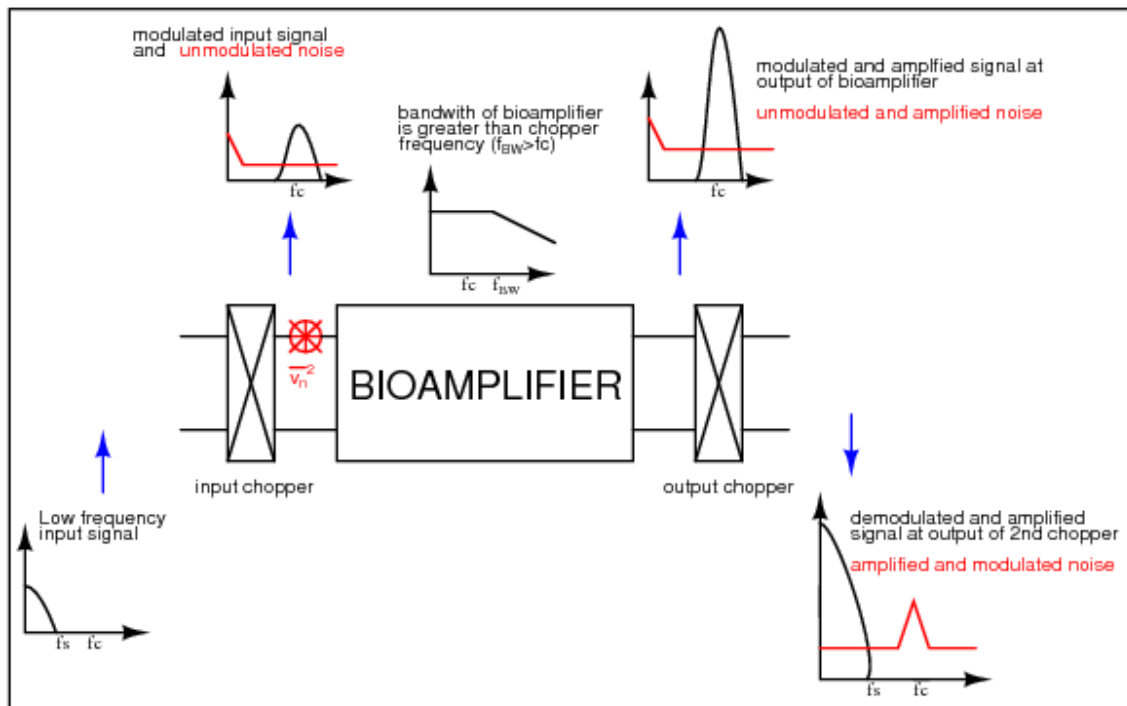 modulated input signal
and unmodulated noise
fc
bandwith of bioamplifier
is greater than chopper
frequency (fBW>fc)
fc fBW
modulated and amplfied signal at
output of bioamplifier
unmodulated and amplified noise
fc
vn2
BIOAMPLIFIER
input chopper
output chopper
Low frequency
input signal
fs fc
demodulated and amplified
signal at output of 2nd chopper
amplified and modulated noise
fs fc